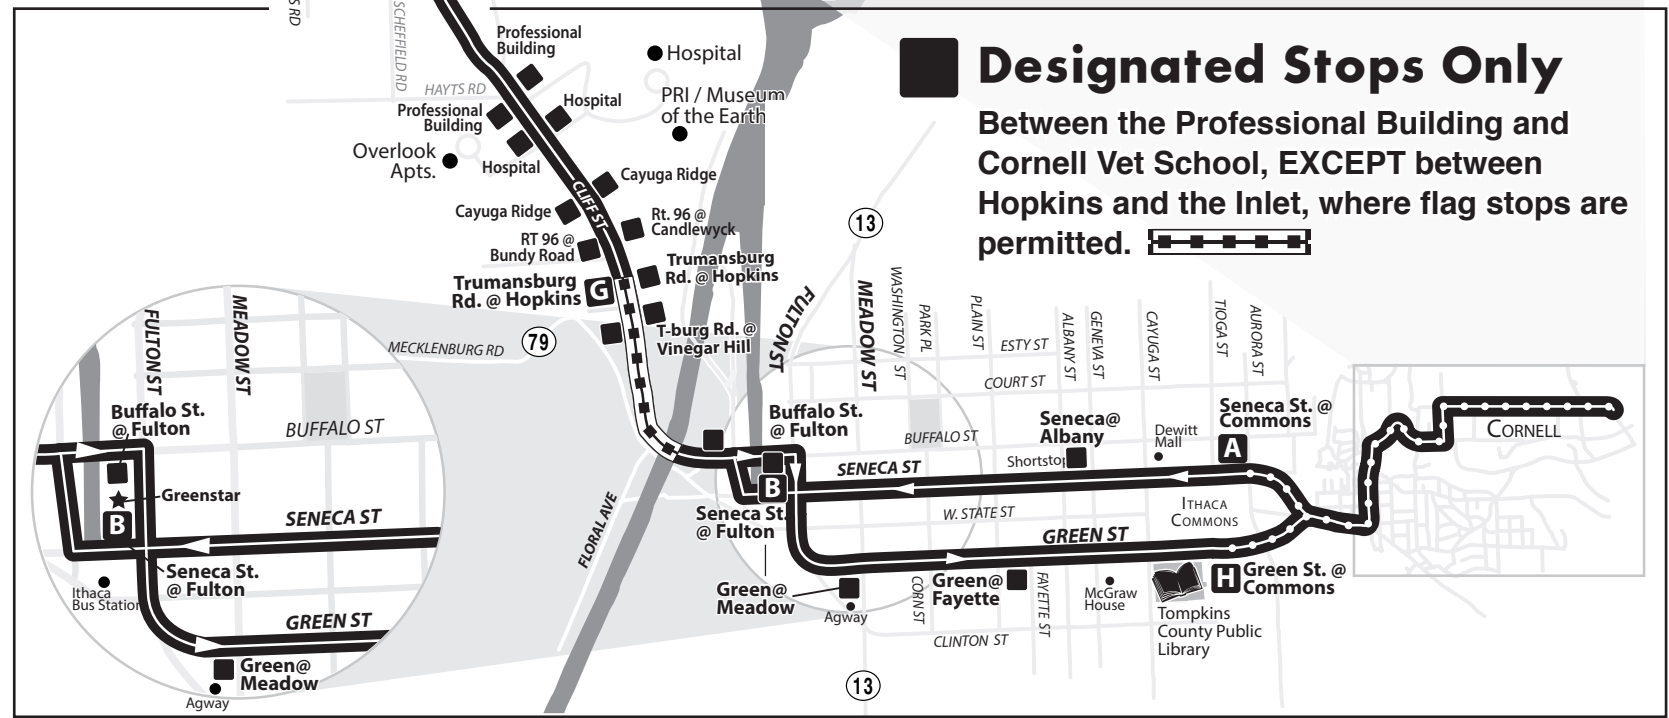 S RD
SCHEFFIELD RD
HAYTS RD
Professional
Building
Hospital
Professional
Building
Hospital
PRI / Museum
of the Earth
Hospital
Overlook
Apts.
CLIFF ST
Cayuga Ridge
Cayuga Ridge
Rt. 96 @
Candlewyck
RT 96 @
Bundy Road
Trumansburg
Rd. @ Hopkins
Trumansburg
Rd. @ Hopkins
G
T-burg Rd. @
Vinegar Hill
79
MECKLENBURG RD
Designated Stops Only
Between the Professional Building and
Cornell Vet School, EXCEPT between
Hopkins and the Inlet, where flag stops are
permitted.
13
FULTON ST
MEADOW ST
WASHINGTON ST
PARK PL
PLAIN ST
ESTY ST
COURT ST
ALBANY ST
GENEVA ST
CAYUGA ST
TIOGA ST
AURORA ST
Buffalo St.
@ Fulton
BUFFALO ST
SENECA ST
Seneca@
Albany
Shortstop
Dewitt
Mall
Seneca St. @
Commons
A
CORNELL
B
Seneca St.
@ Fulton
W. STATE ST
ITHACA
COMMONS
GREEN ST
FLORAL AVE
Green@
Meadow
Agway
CORN ST
Green@
Fayette
FAYETTE ST
McGraw
House
H
Green St. @
Commons
Tompkins
County Public
Library
CLINTON ST
13
FULTON ST
MEADOW ST
Buffalo St.
@ Fulton
BUFFALO ST
Greenstar
B
SENECA ST
Seneca St.
@ Fulton
Ithaca
Bus Station
GREEN ST
Green@
Meadow
Agway